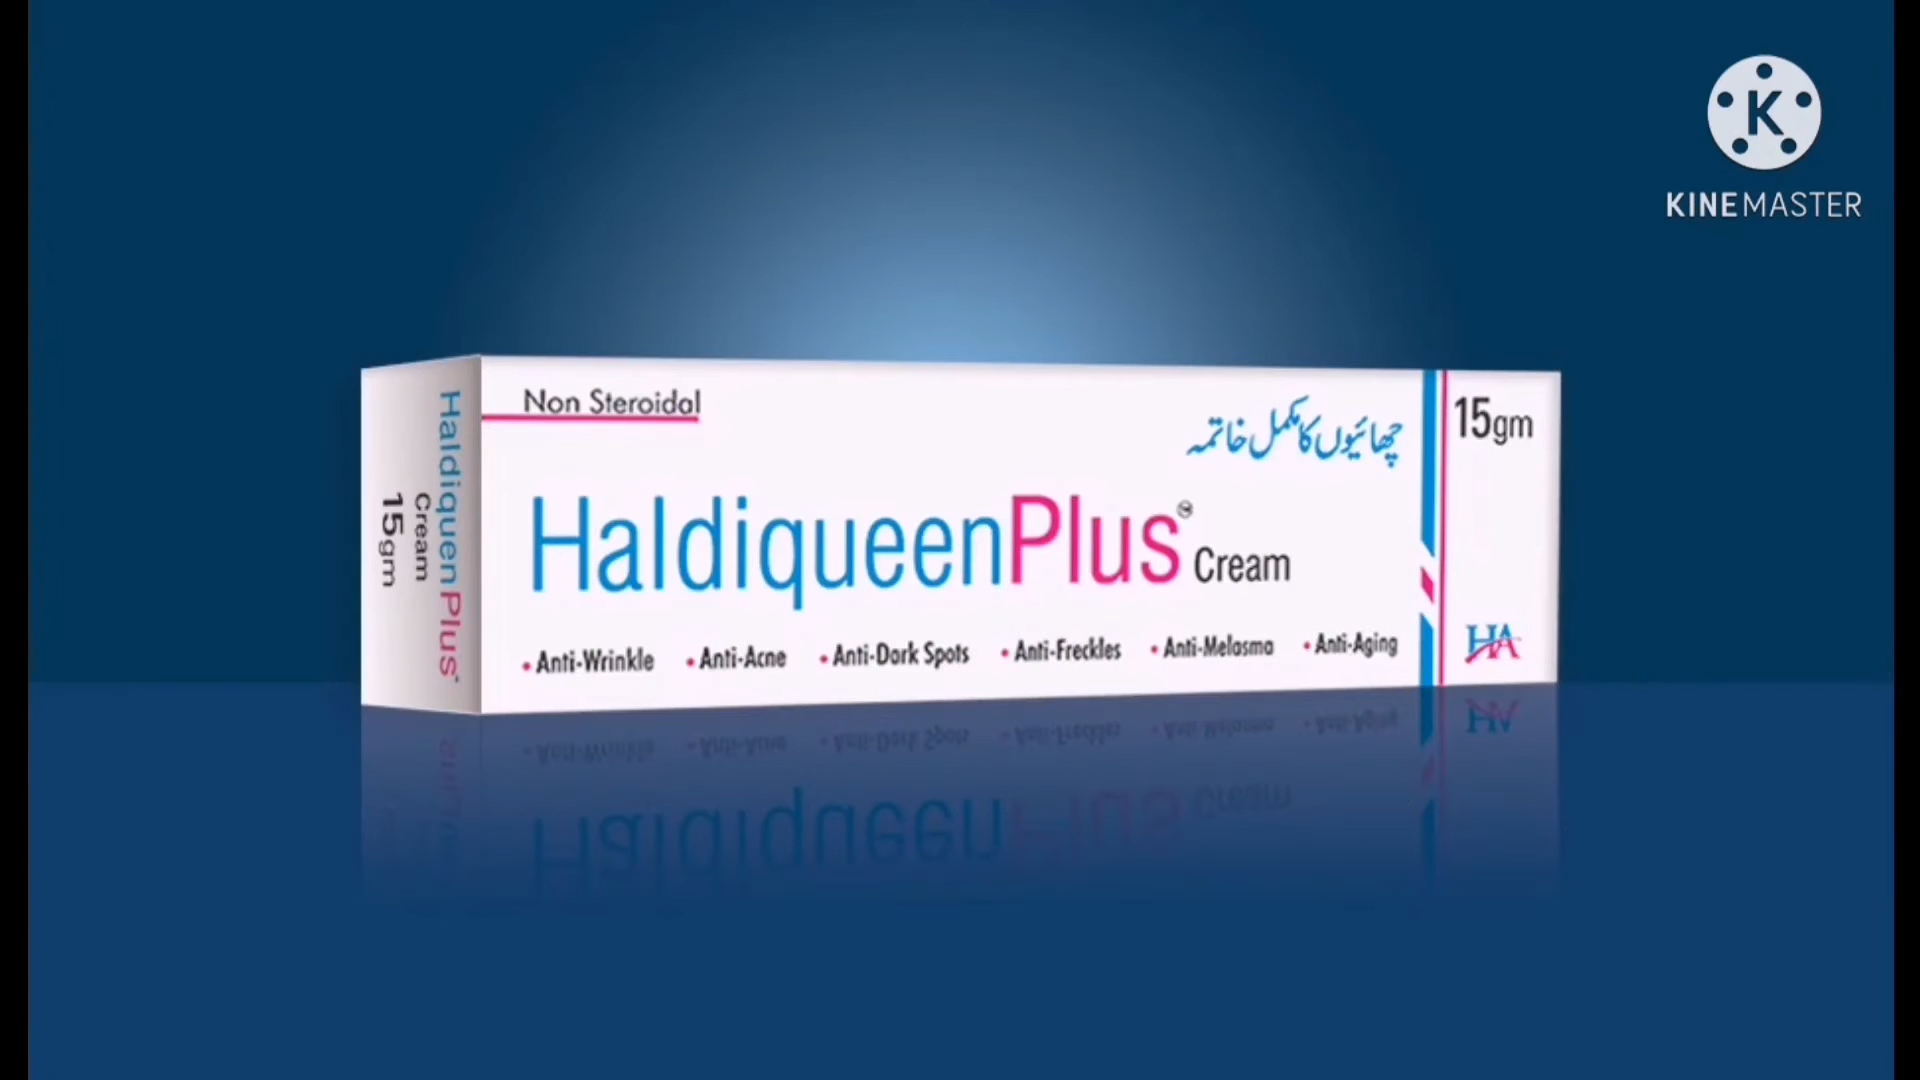 K
KINEMASTER
Non Steroidal
چھائیوں کا مکمل خاتمہ
15gm
HaldiqueenPlus Cream
• Anti-Wrinkle • Anti-Acne • Anti-Dark Spots • Anti-Freckles • Anti-Melasma • Anti-Aging
HA
HaldiqueenPlus
Cream
15gm